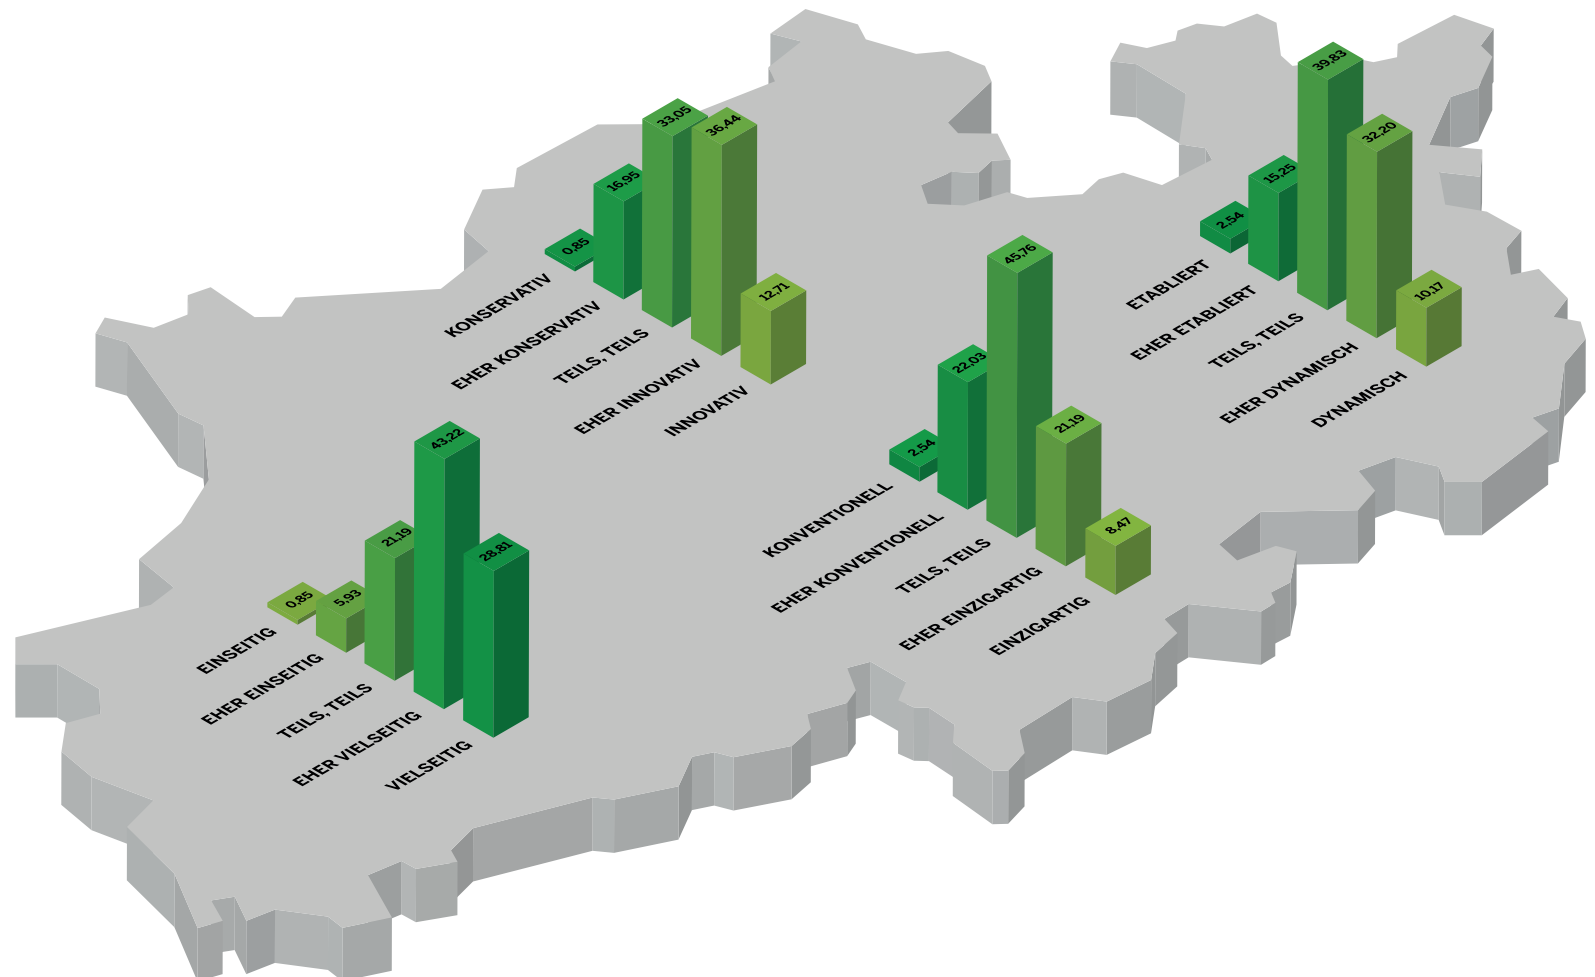 0,85
16,95
33,05
36,44
12,71
KONSERVATIV
EHER KONSERVATIV
TEILS, TEILS
EHER INNOVATIV
INNOVATIV
2,54
15,25
39,83
32,20
10,17
ETABLIERT
EHER ETABLIERT
TEILS, TEILS
EHER DYNAMISCH
DYNAMISCH
0,85
5,93
21,19
43,22
28,81
EINSEITIG
EHER EINSEITIG
TEILS, TEILS
EHER VIELSEITIG
VIELSEITIG
2,54
22,03
45,76
21,19
8,47
KONVENTIONELL
EHER KONVENTIONELL
TEILS, TEILS
EHER EINZIGARTIG
EINZIGARTIG